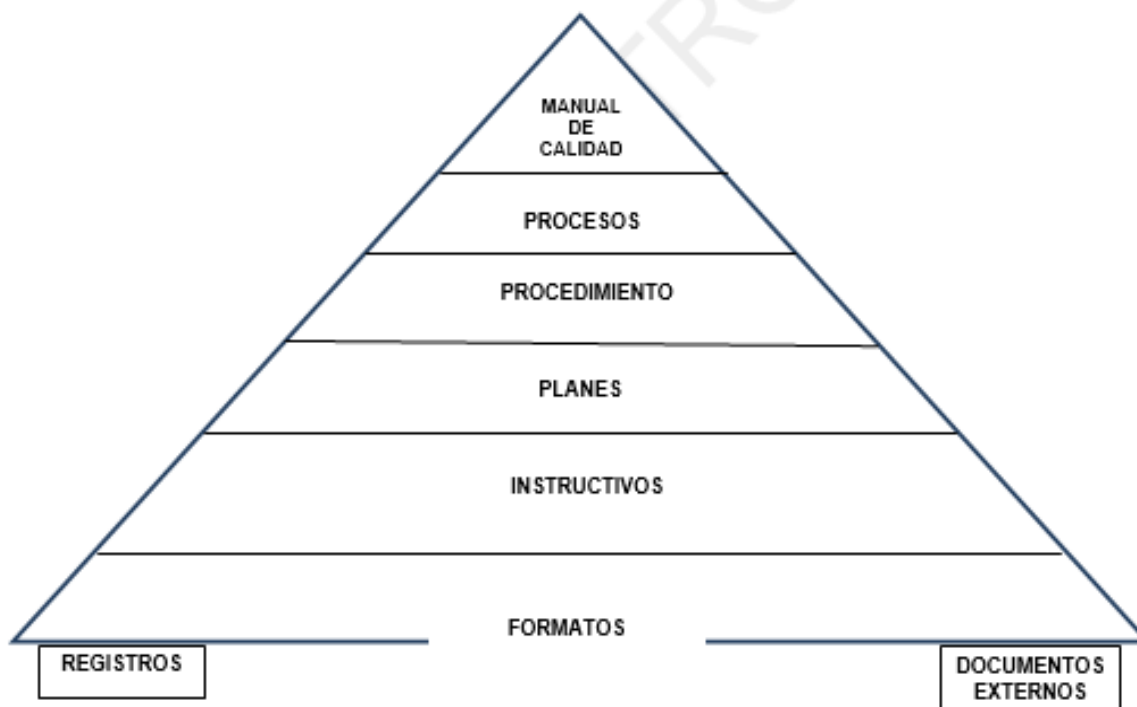 MANUAL
DE
CALIDAD
PROCESOS
PROCEDIMIENTO
PLANES
INSTRUCTIVOS
FORMATOS
REGISTROS
DOCUMENTOS
EXTERNOS